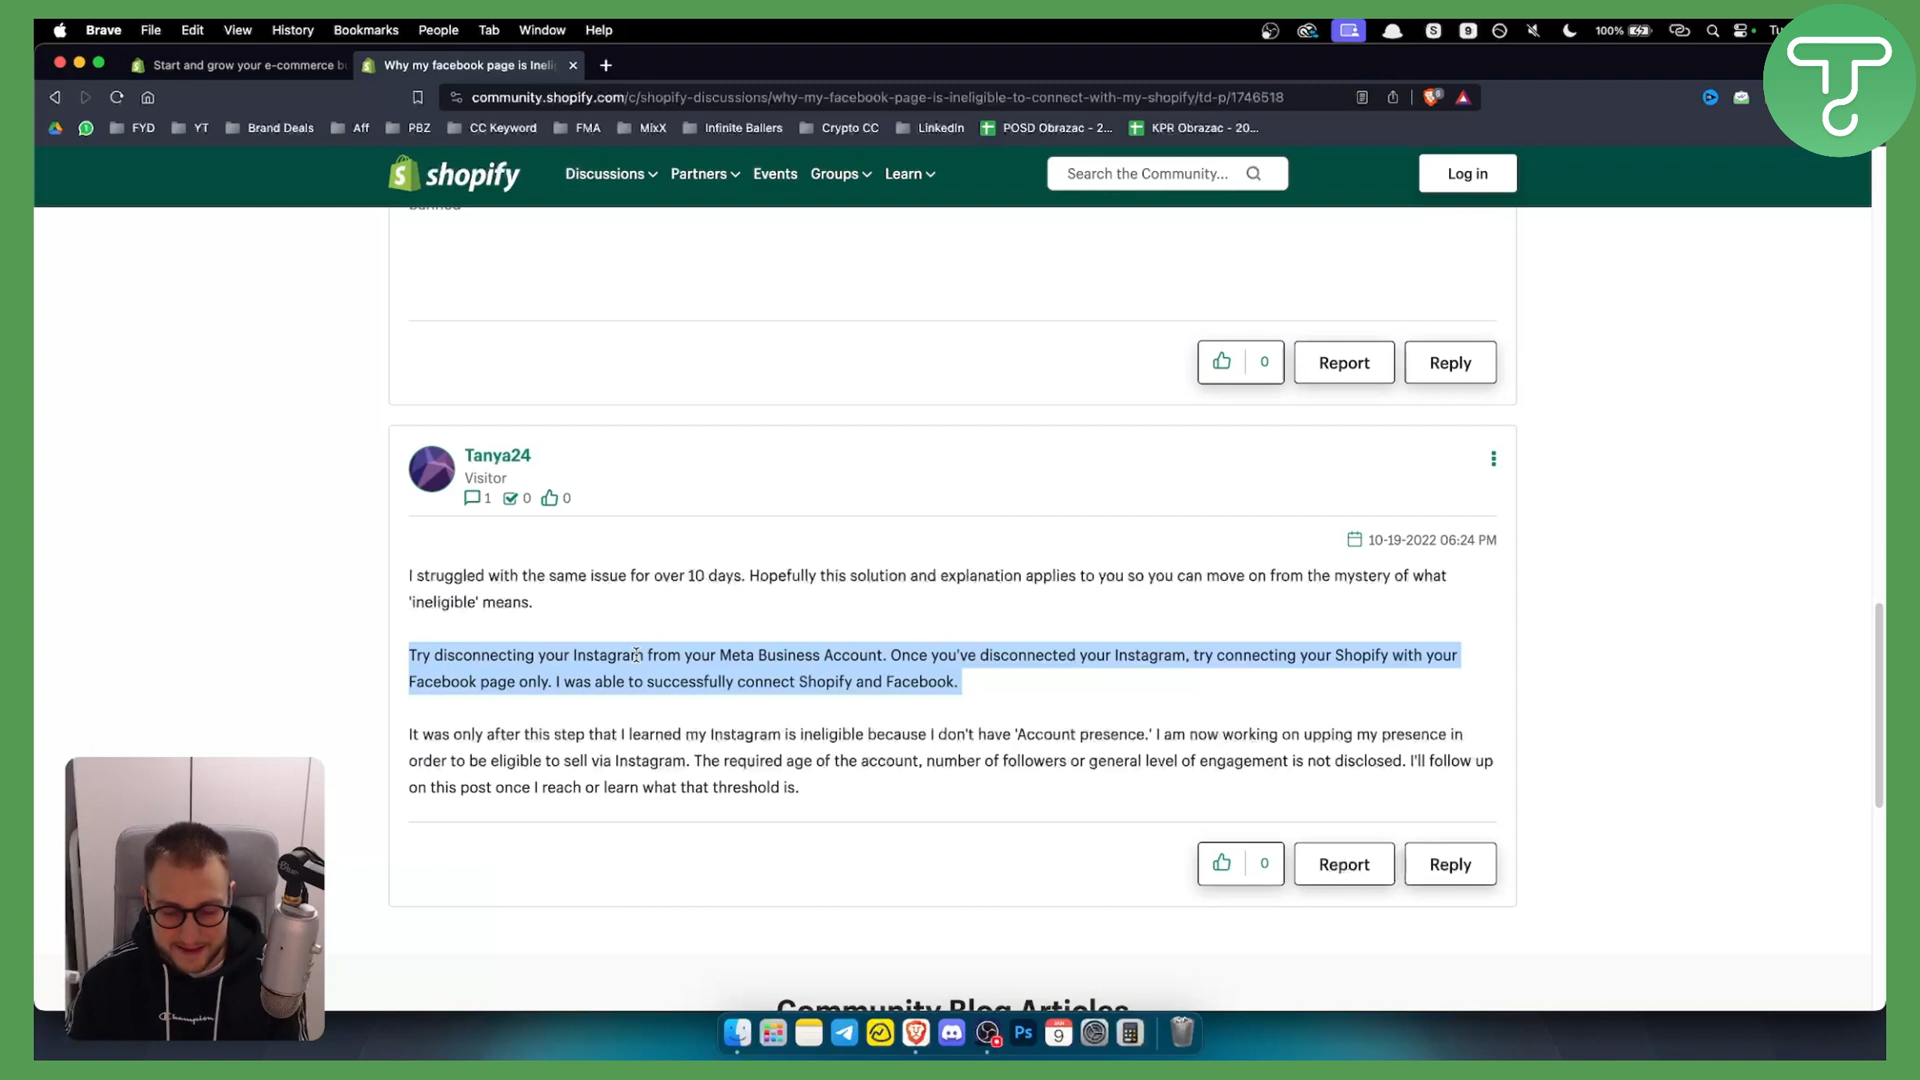 Brave File Edit View History Bookmarks People Tab Window Help
S 9 100%
Start and grow your e-commerce b
Why my facebook page is Ineli
community.shopify.com/c/shopify-discussions/why-my-facebook-page-is-ineligible-to-connect-with-my-shopify/td-p/1746518
FYD YT Brand Deals Aff PBZ CC Keyword FMA MixX Infinite Ballers Crypto CC LinkedIn POSD Obrazac - 2... KPR Obrazac - 20...
shopify Discussions Partners Events Groups Learn Search the Community... Log in
0 Report Reply
Tanya24
Visitor
1 0 0
10-19-2022 06:24 PM
I struggled with the same issue for over 10 days. Hopefully this solution and explanation applies to you so you can move on from the mystery of what
'ineligible' means.
Try disconnecting your Instagram from your Meta Business Account. Once you've disconnected your Instagram, try connecting your Shopify with your
Facebook page only. I was able to successfully connect Shopify and Facebook.
It was only after this step that I learned my Instagram is ineligible because I don't have 'Account presence.' I am now working on upping my presence in
order to be eligible to sell via Instagram. The required age of the account, number of followers or general level of engagement is not disclosed. I'll follow up
on this post once I reach or learn what that threshold is.
0 Report Reply
Community Blog Articles
Champion
Ps
9